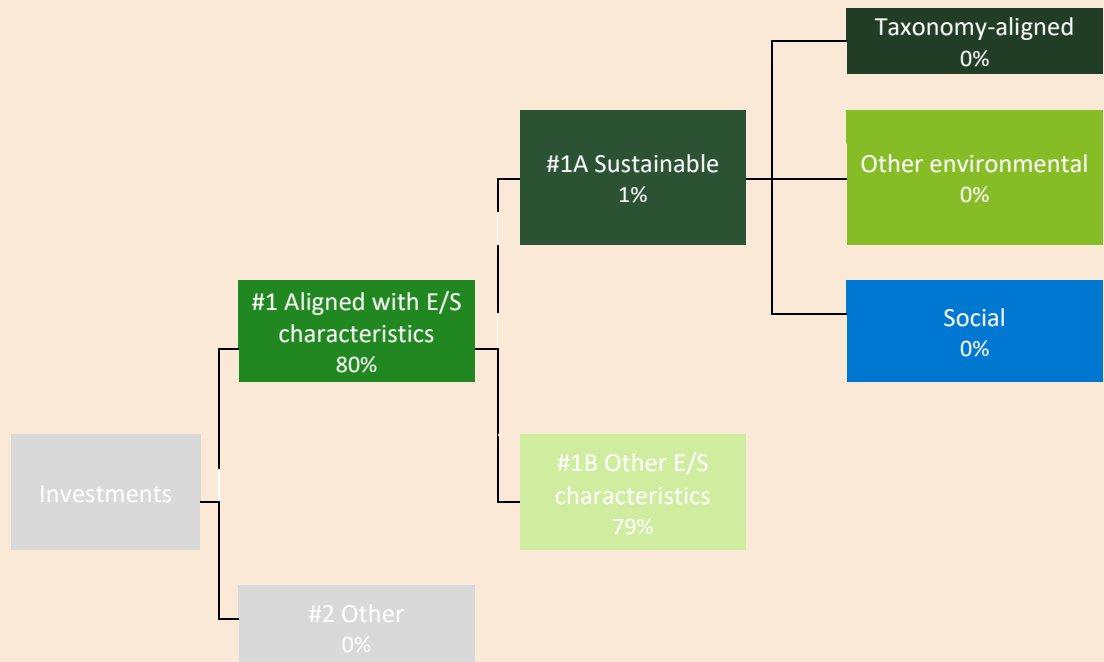 Taxonomy-aligned
0%
#1A Sustainable
1%
Other environmental
0%
#1 Aligned with E/S
characteristics
80%
Social
0%
Investments
#1B Other E/S
characteristics
79%
#2 Other
0%